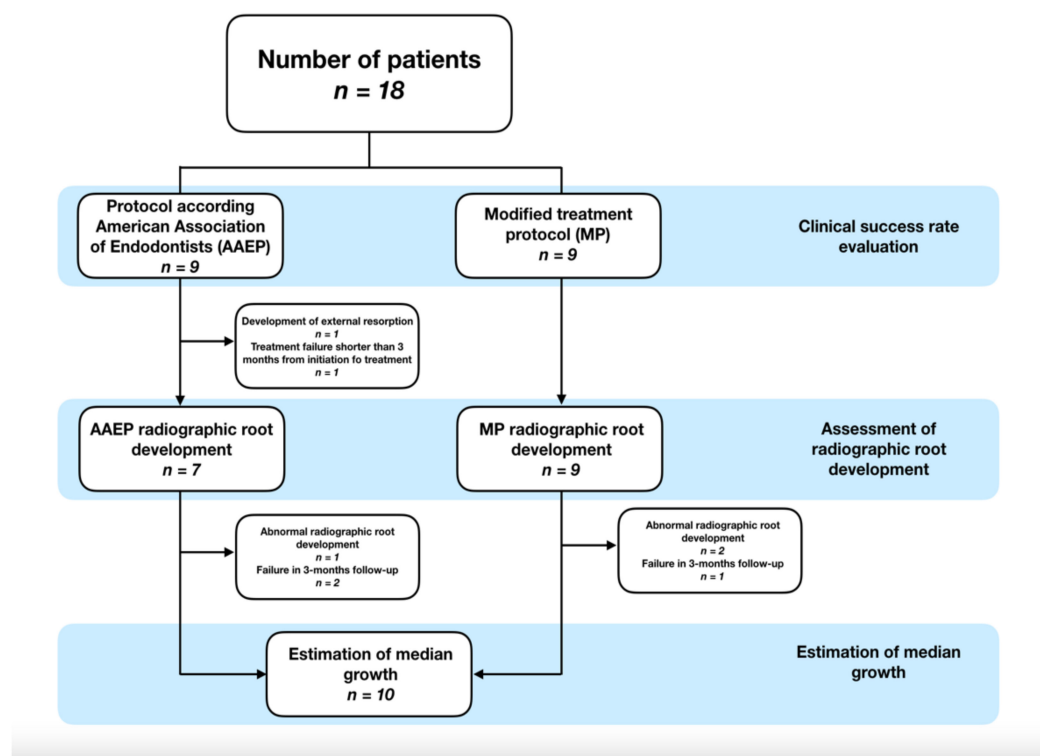 Number of patients
n = 18
Protocol according
American Association
of Endodontists (AAEP)
n = 9
Modified treatment
protocol (MP)
n = 9
Clinical success rate
evaluation
Development of external resorption
n = 1
Treatment failure shorter than 3
months from initiation fo treatment
n = 1
AAEP radiographic root
development
n = 7
MP radiographic root
development
n = 9
Assessment of
radiographic root
development
Abnormal radiographic root
development
n = 1
Failure in 3-months follow-up
n = 2
Abnormal radiographic root
development
n = 2
Failure in 3-months follow-up
n = 1
Estimation of median
growth
n = 10
Estimation of median
growth